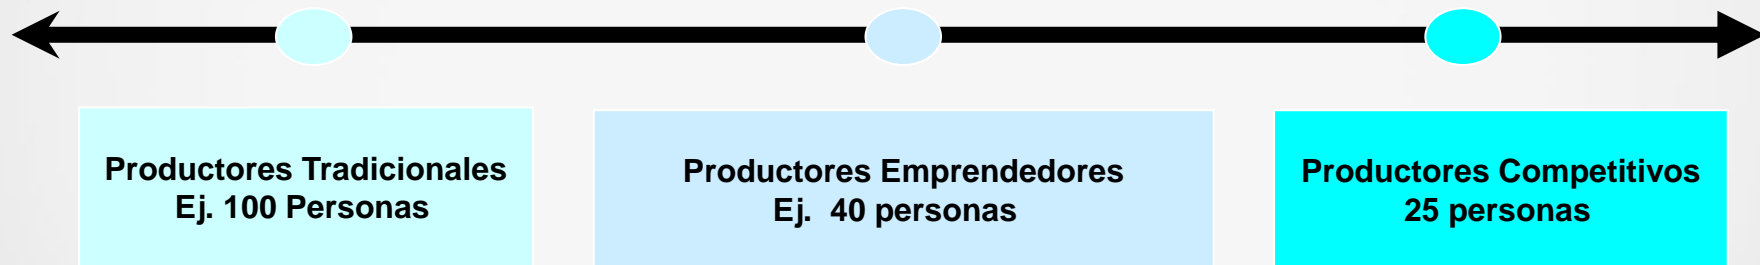 Productores Tradicionales
Ej. 100 Personas
Productores Emprendedores
Ej. 40 personas
Productores Competitivos
25 personas